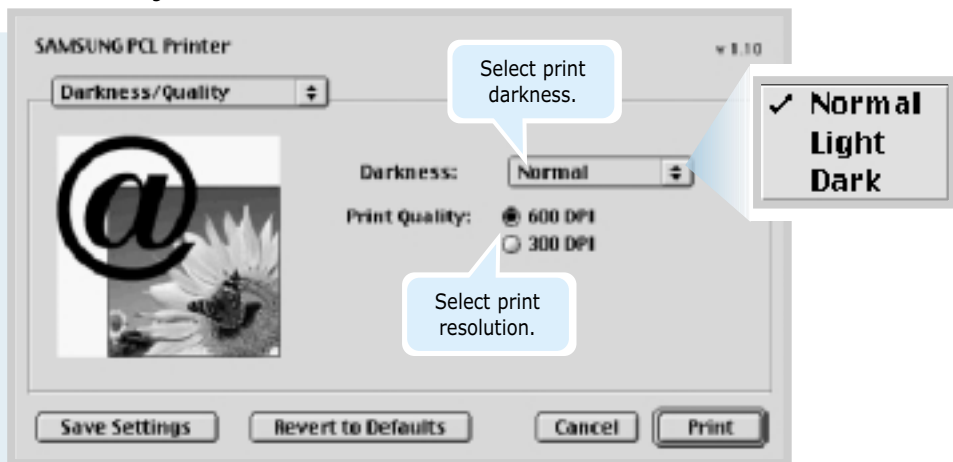 SAMSUNG PCL Printer
v 8.10
Darkness/Quality
Select print
darkness.
Darkness:
Normal
✓ Normal
Light
Dark
Print Quality:
600 DPI
300 DPI
Select print
resolution.
@
Save Settings
Revert to Defaults
Cancel
Print